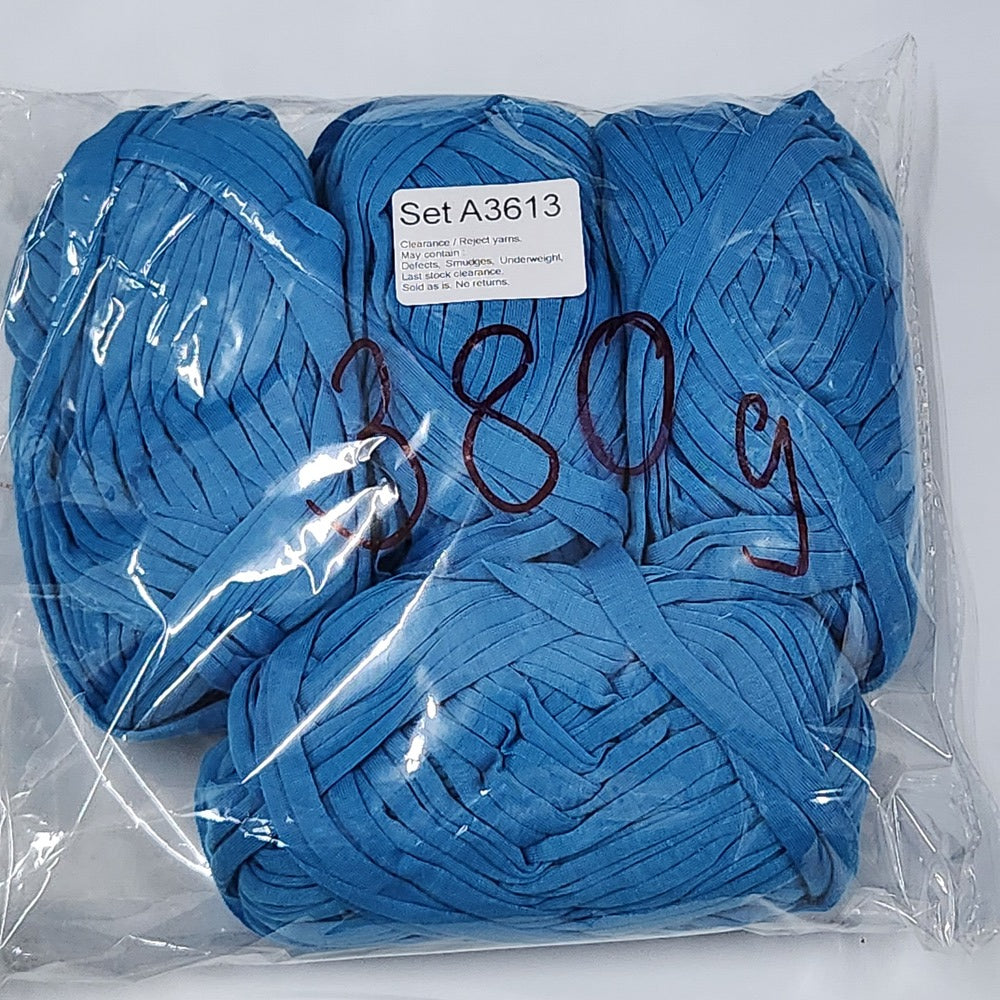 Set A3613
Clearance / Reject yarns.
May contain :
Defects, Smudges, Underweight,
Last stock clearance.
Sold as is. No returns.
380g